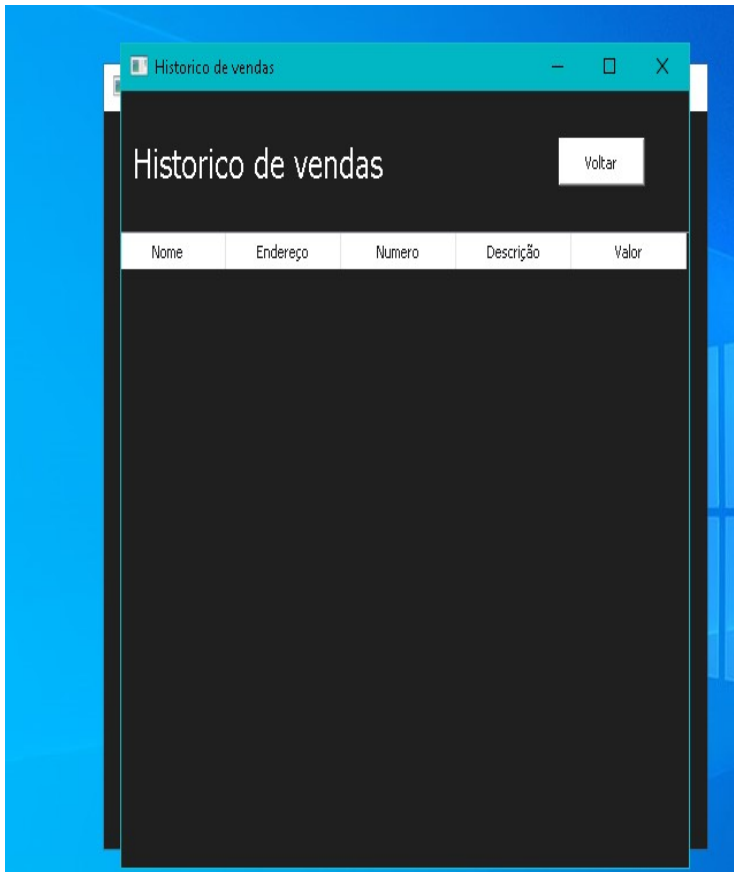 Historico de vendas
Historico de vendas
Voltar
Nome Endereço Numero Descrição Valor